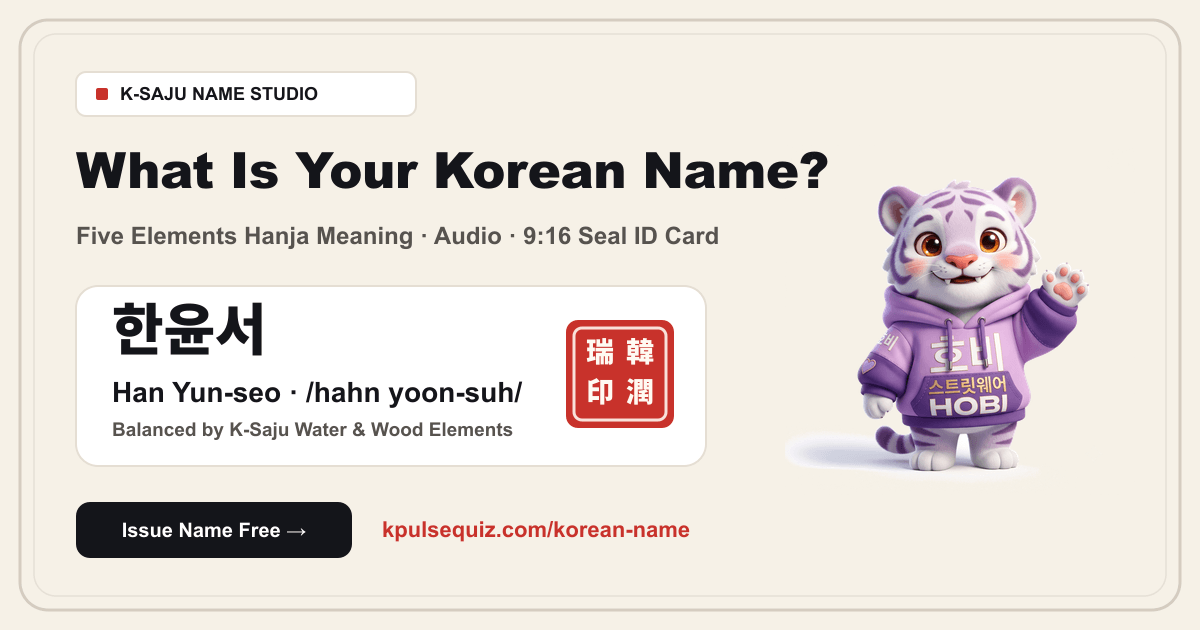 K-SAJU NAME STUDIO
What Is Your Korean Name?
Five Elements Hanja Meaning · Audio · 9:16 Seal ID Card
한윤서
Han Yun-seo · /hahn yoon-suh/
Balanced by K-Saju Water & Wood Elements
瑞 韓
印 潤
Issue Name Free →
kpulsequiz.com/korean-name
호비
스트릿웨어
HOBI